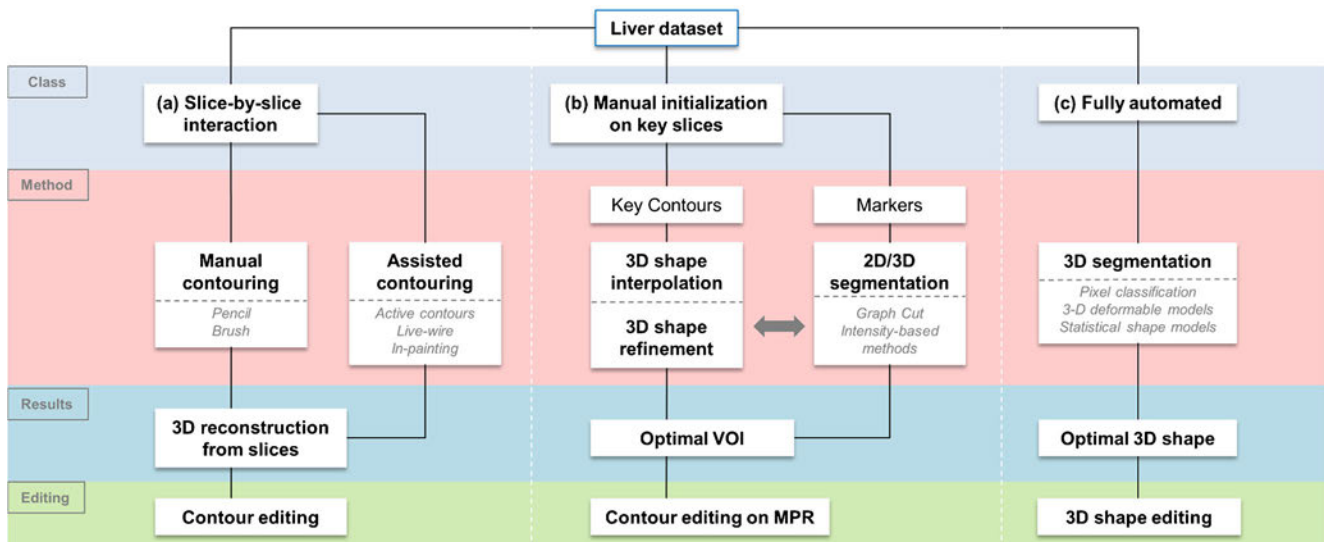 Liver dataset
Class
(a) Slice-by-slice
interaction
(b) Manual initialization
on key slices
(c) Fully automated
Method
Key Contours
Markers
Manual
contouring
Pencil
Brush
Assisted
contouring
Active contours
Live-wire
In-painting
3D shape
interpolation
3D shape
refinement
2D/3D
segmentation
Graph Cut
Intensity-based
methods
3D segmentation
Pixel classification
3-D deformable models
Statistical shape models
Results
3D reconstruction
from slices
Optimal VOI
Optimal 3D shape
Editing
Contour editing
Contour editing on MPR
3D shape editing